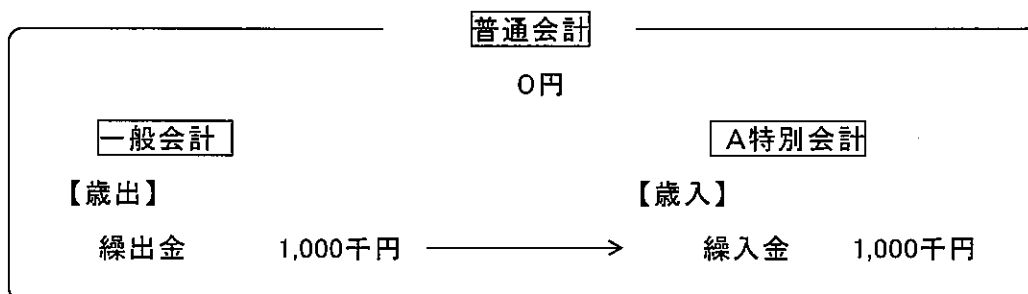 普通会計
0円
一般会計 A特別会計
【歳出】 【歳入】
繰出金 1,000千円 → 繰入金 1,000千円